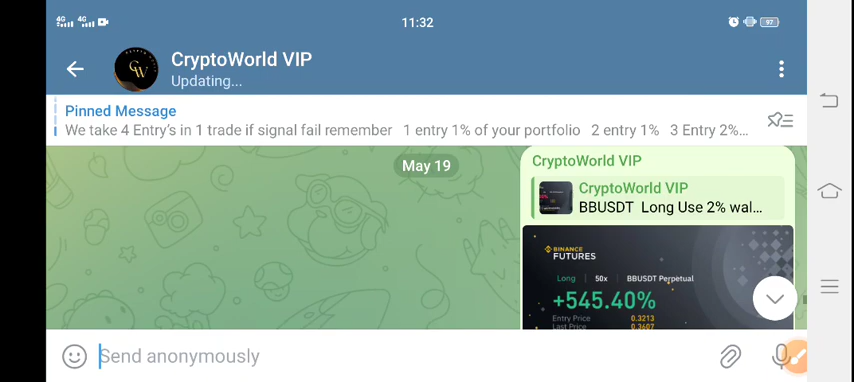 4G 4G 11:32 97
CryptoWorld VIP
Updating...
Pinned Message
We take 4 Entry's in 1 trade if signal fail remember 1 entry 1% of your portfolio 2 entry 1% 3 Entry 2%...
May 19
CryptoWorld VIP
CryptoWorld VIP
BBUSDT Long Use 2% wal...
BINANCE
FUTURES
Long 50x BBUSDT Perpetual
+545.40%
Entry Price 0.3213
Last Price 0.3607
Send anonymously